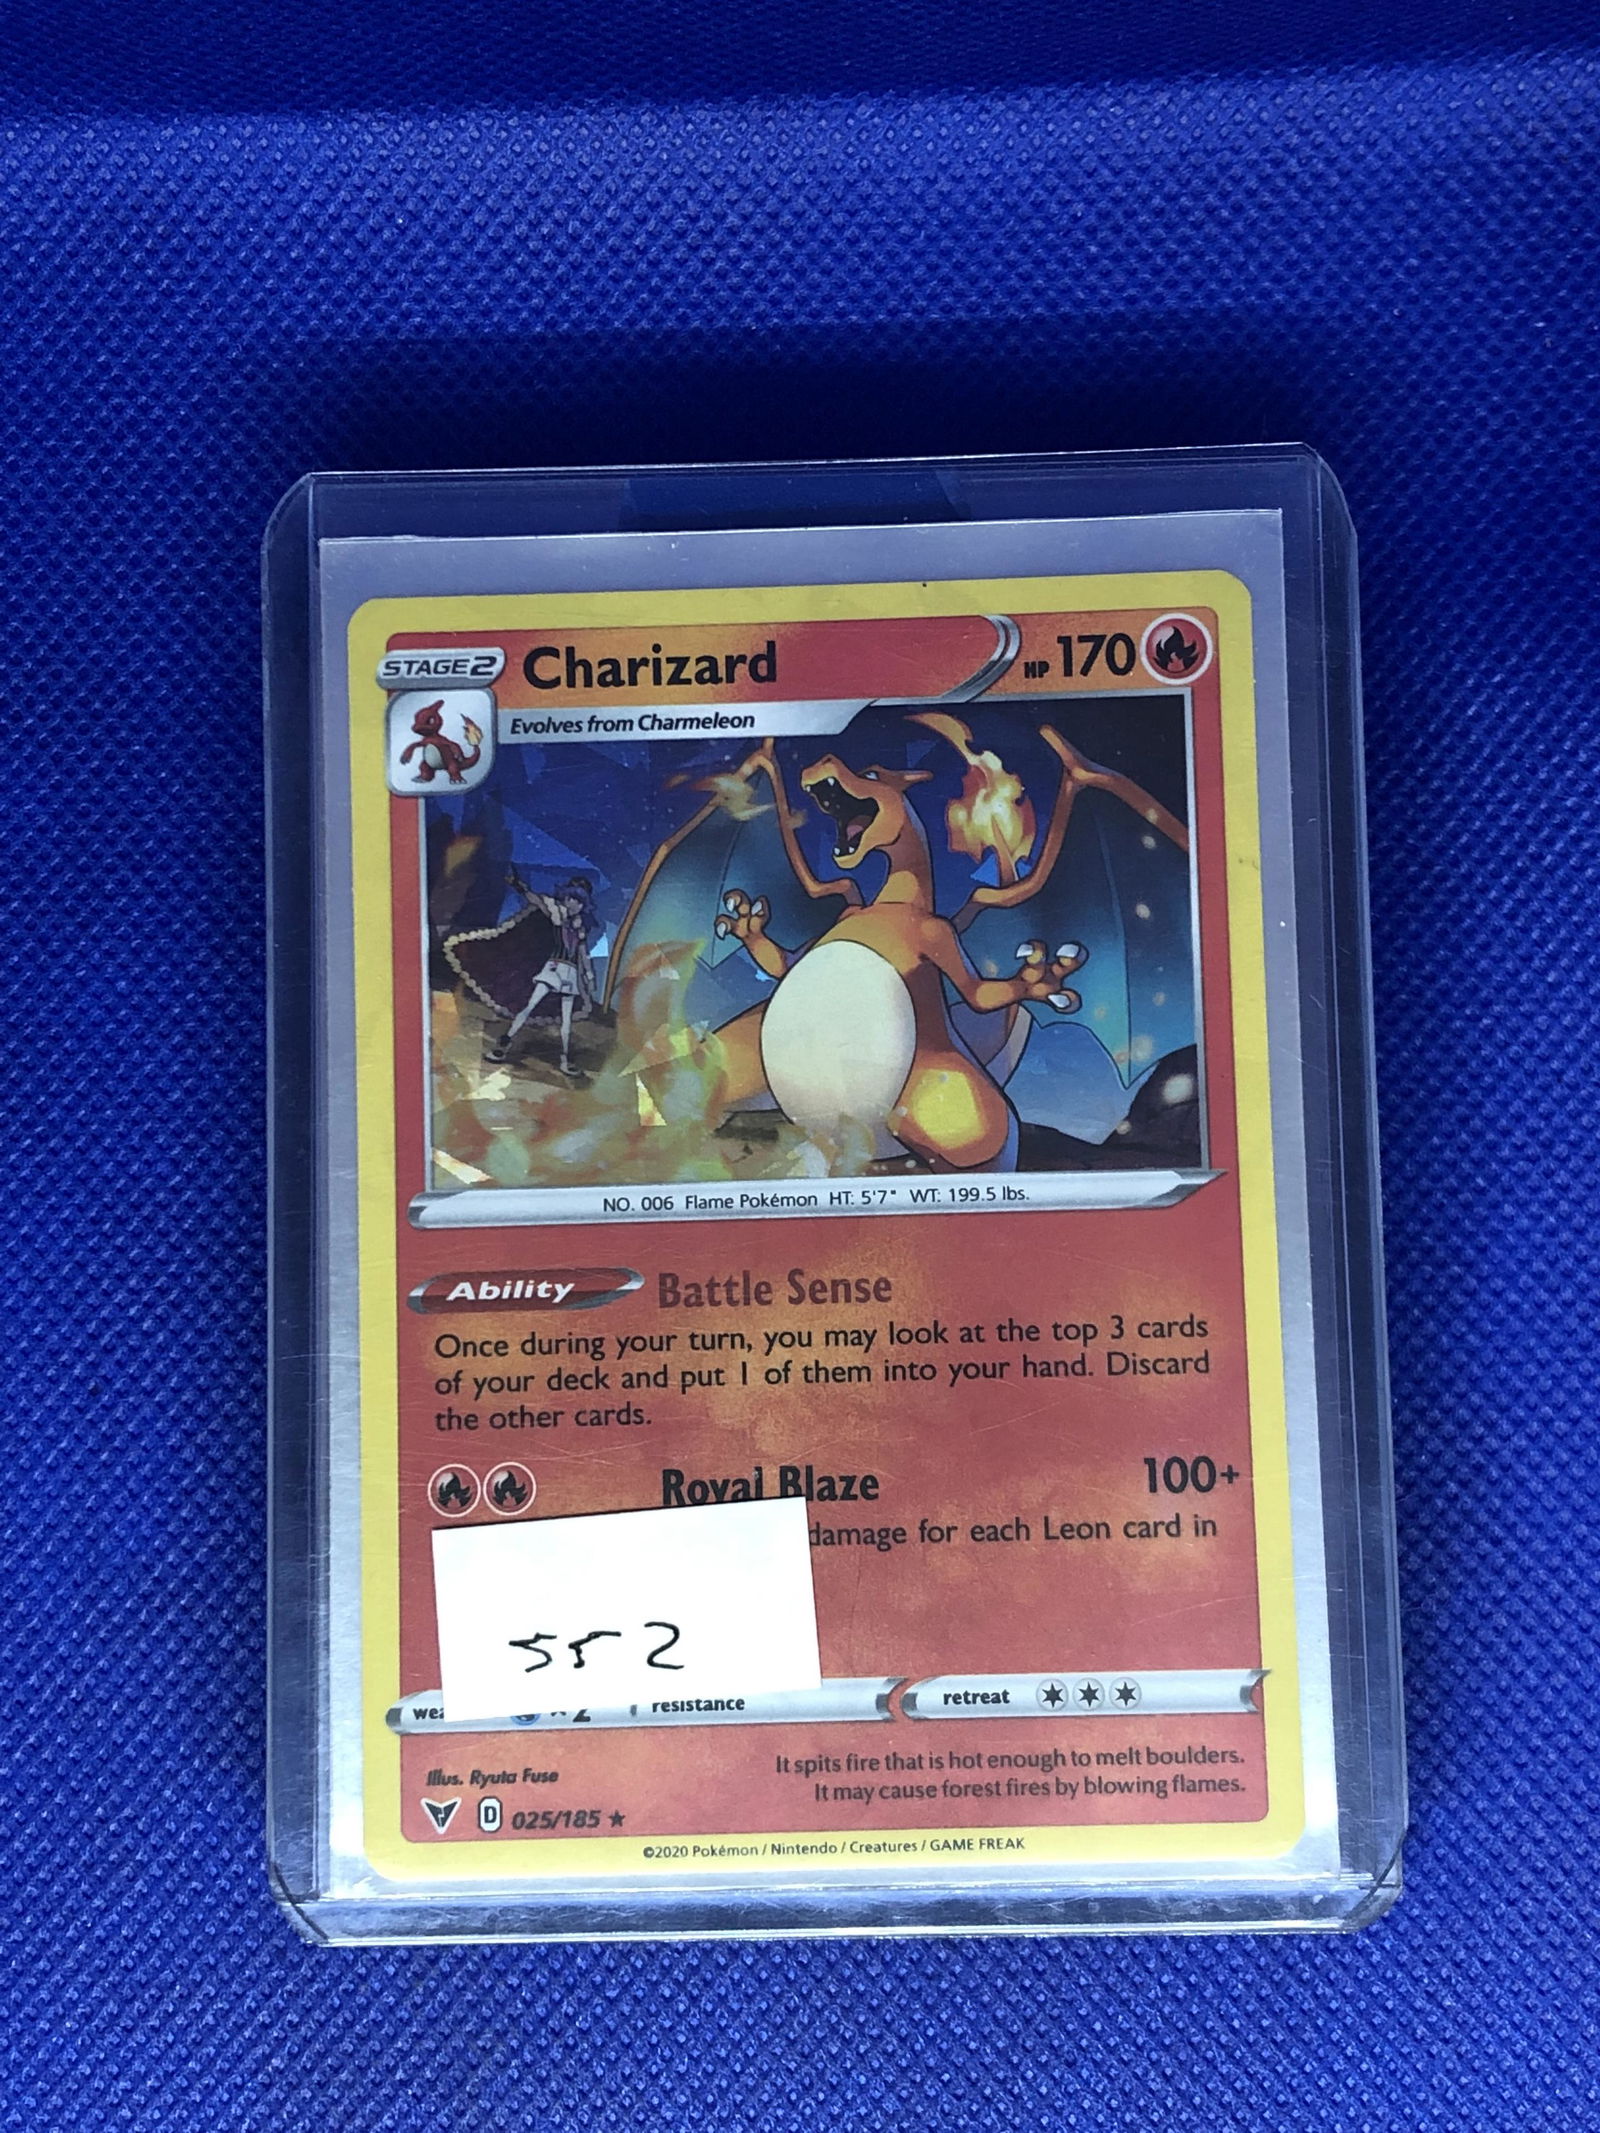 STAGE 2 Charizard HP 170
Evolves from Charmeleon
NO. 006 Flame Pokémon HT: 5'7" WT: 199.5 lbs.
Ability Battle Sense
Once during your turn, you may look at the top 3 cards
of your deck and put 1 of them into your hand. Discard
the other cards.
Royal Blaze 100+
damage for each Leon card in
552
resistance retreat
Illus. Ryuta Fuse
It spits fire that is hot enough to melt boulders.
It may cause forest fires by blowing flames.
D 025/185 ★
©2020 Pokémon / Nintendo / Creatures / GAME FREAK